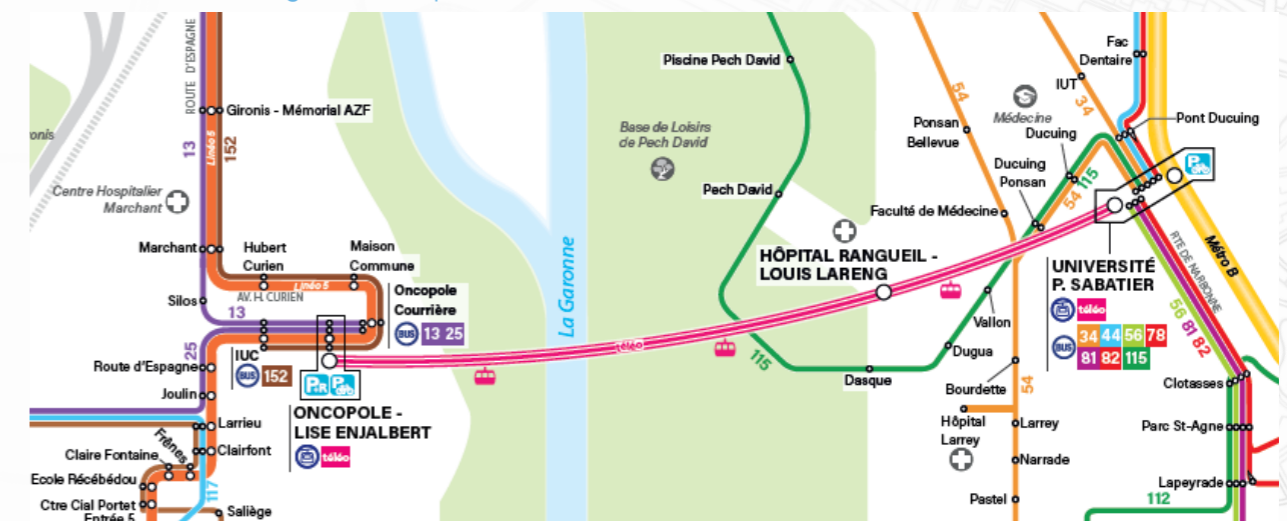 ROUTE D'ESPAGNE
13
Linéo 5
152
Gironis - Mémorial AZF
Centre Hospitalier
Marchant
Marchant
Hubert
Curien
Maison
Commune
Linéo 5
AV. H. CURIEN
Silos
13
Oncopole
Courrière
BUS 13 25
25
IUC
BUS 152
Route d'Espagne
Joulin
P+R P
ONCOPOLE -
LISE ENJALBERT
téléo
Larrieu
Frênes
Clairfont
Claire Fontaine
Ecole Récébédou
117
Ctre Cial Portet
Entrée 5
Saliège
La Garonne
téléo
Piscine Pech David
Base de Loisirs
de Pech David
Pech David
115
Dasque
HÔPITAL RANGUEIL -
LOUIS LARENG
Dugua
Vallon
54
Ponsan
Bellevue
Faculté de Médecine
Médecine
IUT
34
Fac
Dentaire
Ducuing
Ducuing
Ponsan
54
115
Pont Ducuing
P
Métro B
RTE DE NARBONNE
UNIVERSITÉ
P. SABATIER
téléo
BUS 34 44 56 78
81 82 115
56 81 82
Bourdette
54
Hôpital
Larrey
Larrey
Narrade
Pastel
Clotasses
Parc St-Agne
Lapeyrade
112